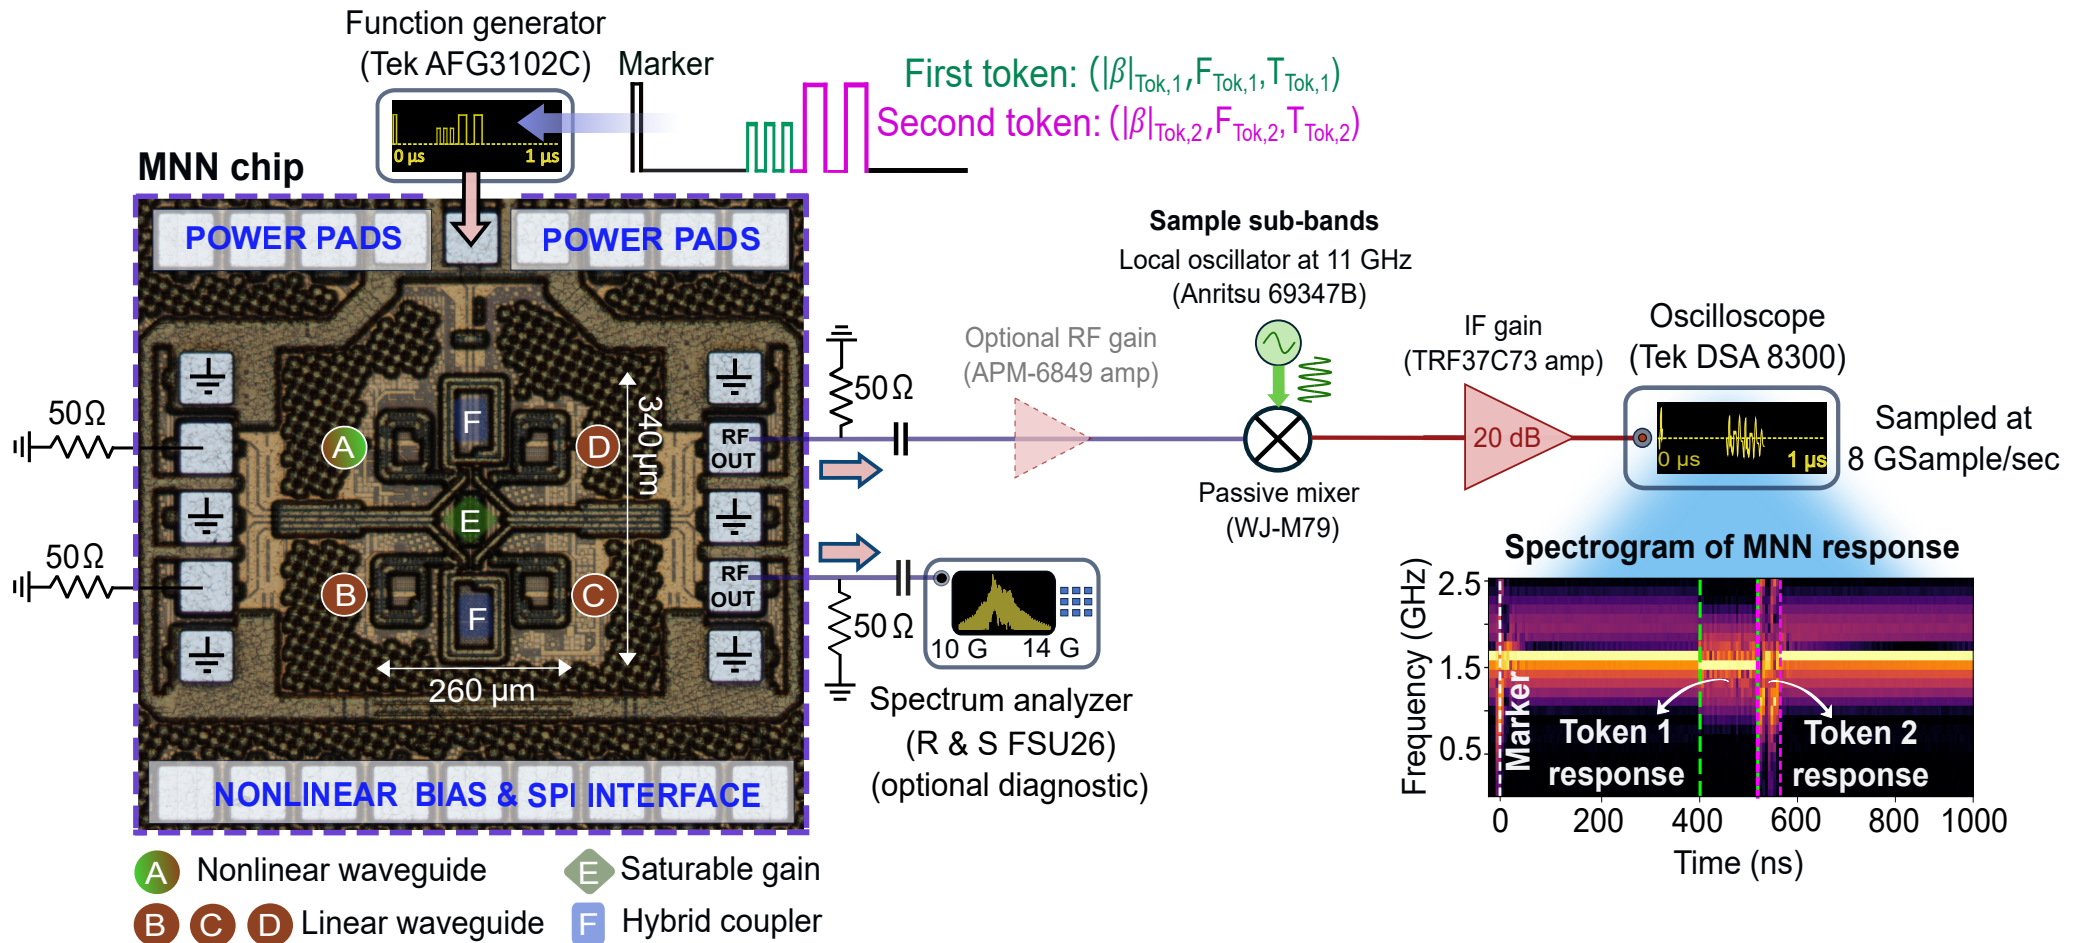 Function generator
(Tek AFG3102C)
Marker
First token: (|β|Tok,1,FTok,1,TTok,1)
Second token: (|β|Tok,2,FTok,2,TTok,2)
0 µs
1 µs
MNN chip
POWER PADS
POWER PADS
Sample sub-bands
Local oscillator at 11 GHz
(Anritsu 69347B)
Optional RF gain
(APM-6849 amp)
IF gain
(TRF37C73 amp)
Oscilloscope
(Tek DSA 8300)
50 Ω
50 Ω
A
F
D
340 µm
RF
OUT
20 dB
0 µs
1 µs
Sampled at
8 GSample/sec
Passive mixer
(WJ-M79)
E
50 Ω
B
F
C
RF
OUT
50 Ω
10 G
14 G
260 µm
Spectrum analyzer
(R & S FSU26)
(optional diagnostic)
Spectrogram of MNN response
Frequency (GHz)
2.5
1.5
0.5
Marker
Token 1
response
Token 2
response
0
200
400
600
800
1000
Time (ns)
NONLINEAR BIAS & SPI INTERFACE
A Nonlinear waveguide
E Saturable gain
B C D Linear waveguide
F Hybrid coupler